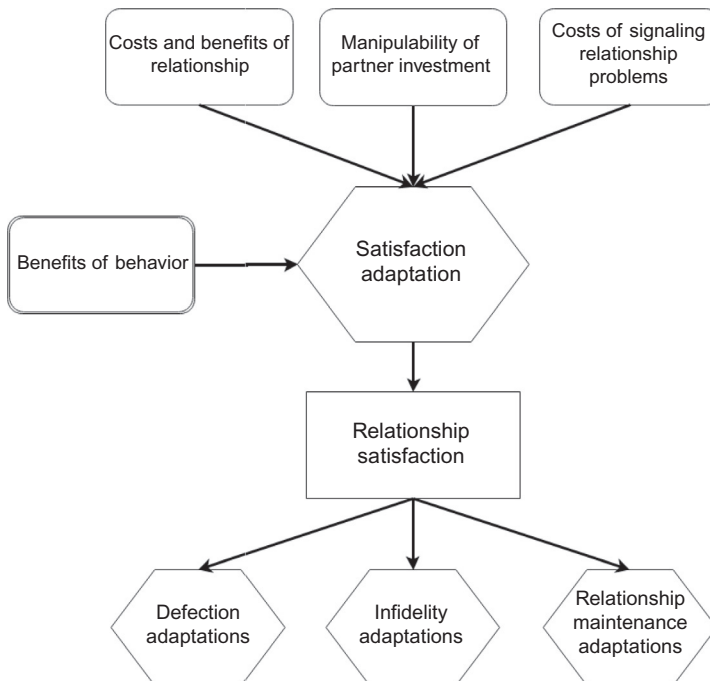 Costs and benefits of
relationship
Manipulability of
partner investment
Costs of signaling
relationship
problems
Benefits of behavior
Satisfaction
adaptation
Relationship
satisfaction
Defection
adaptations
Infidelity
adaptations
Relationship
maintenance
adaptations